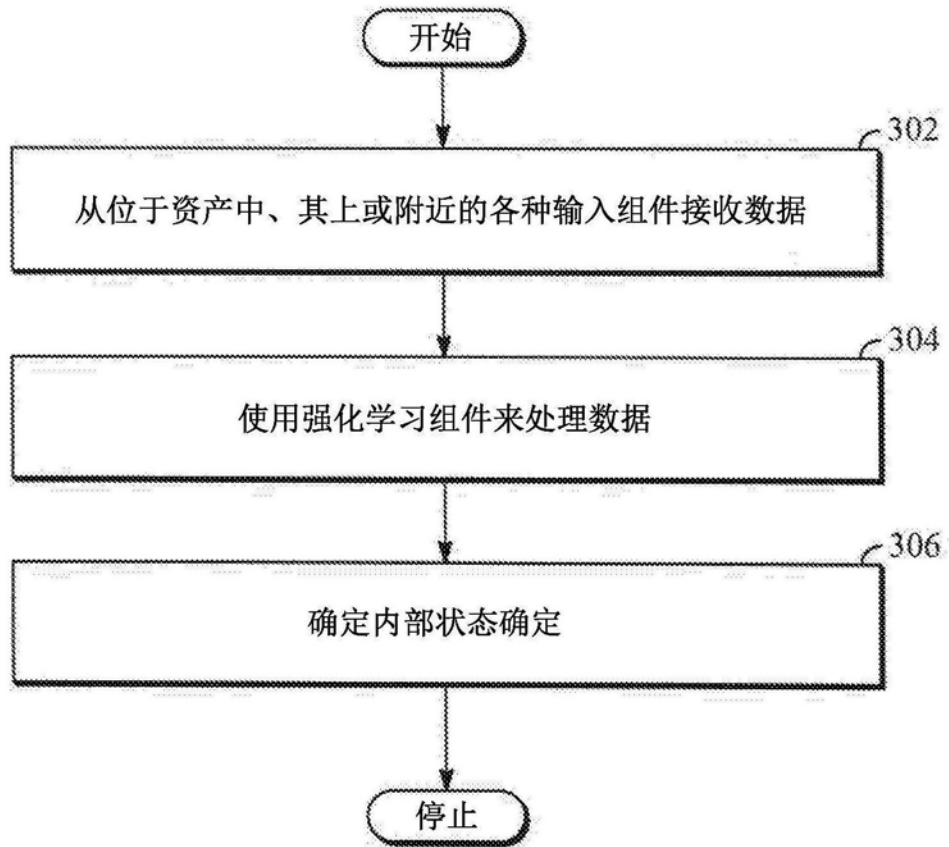 开始
302
从位于资产中、其上或附近的各种输入组件接收数据
304
使用强化学习组件来处理数据
306
确定内部状态确定
停止